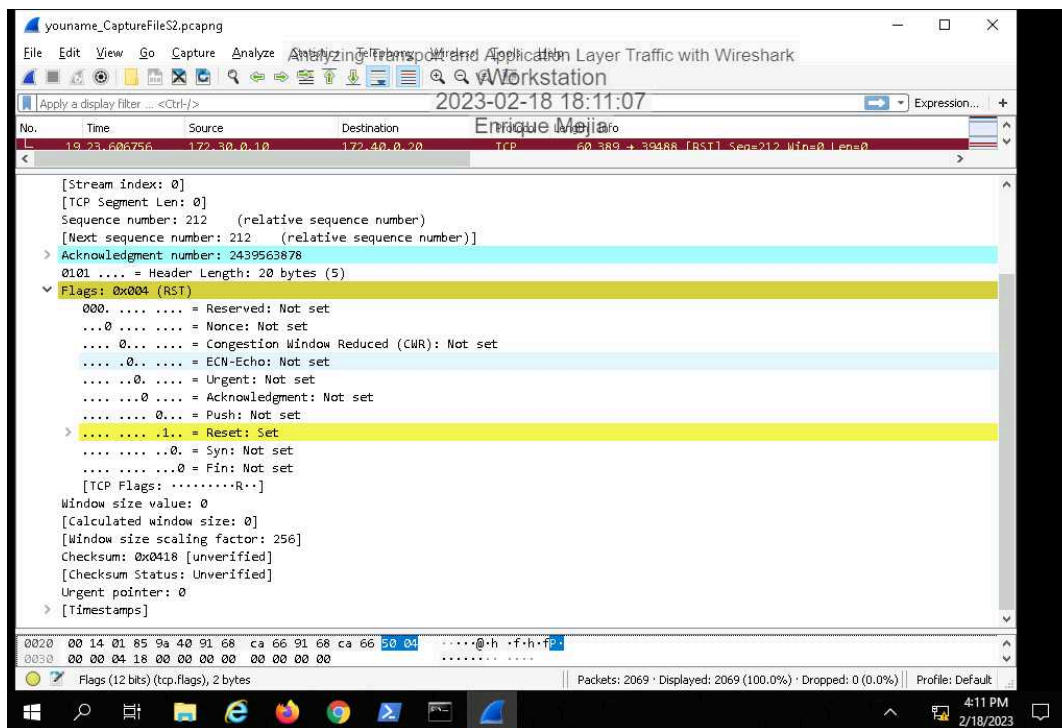 youname_CaptureFileS2.pcapng
File Edit View Go Capture Analyze Statistics Telephony Wireless Tools Help
Analyzing Transport and Application Layer Traffic with Wireshark
vWorkstation
Apply a display filter ... <Ctrl-/> Expression... +
2023-02-18 18:11:07
Enrique Mejia
No. Time Source Destination Protocol Length Info
19 23.606756 172.30.0.10 172.40.0.20 TCP 60 389 → 39488 [RST] Seq=212 Win=0 Len=0
[Stream index: 0]
[TCP Segment Len: 0]
Sequence number: 212 (relative sequence number)
[Next sequence number: 212 (relative sequence number)]
Acknowledgment number: 2439563878
0101 .... = Header Length: 20 bytes (5)
Flags: 0x004 (RST)
000. .... .... = Reserved: Not set
...0 .... .... = Nonce: Not set
.... 0... .... = Congestion Window Reduced (CWR): Not set
.... .0.. .... = ECN-Echo: Not set
.... ..0. .... = Urgent: Not set
.... ...0 .... = Acknowledgment: Not set
.... .... 0... = Push: Not set
.... .... .1.. = Reset: Set
.... .... ..0. = Syn: Not set
.... .... ...0 = Fin: Not set
[TCP Flags: ·········R··]
Window size value: 0
[Calculated window size: 0]
[Window size scaling factor: 256]
Checksum: 0x0418 [unverified]
[Checksum Status: Unverified]
Urgent pointer: 0
[Timestamps]
0020 00 14 01 85 9a 40 91 68 ca 66 91 68 ca 66 50 04 ·····@·h ·f·h·fP·
0030 00 00 04 18 00 00 00 00 00 00 00 00 ········ ····
Flags (12 bits) (tcp.flags), 2 bytes Packets: 2069 · Displayed: 2069 (100.0%) · Dropped: 0 (0.0%) Profile: Default
4:11 PM
2/18/2023